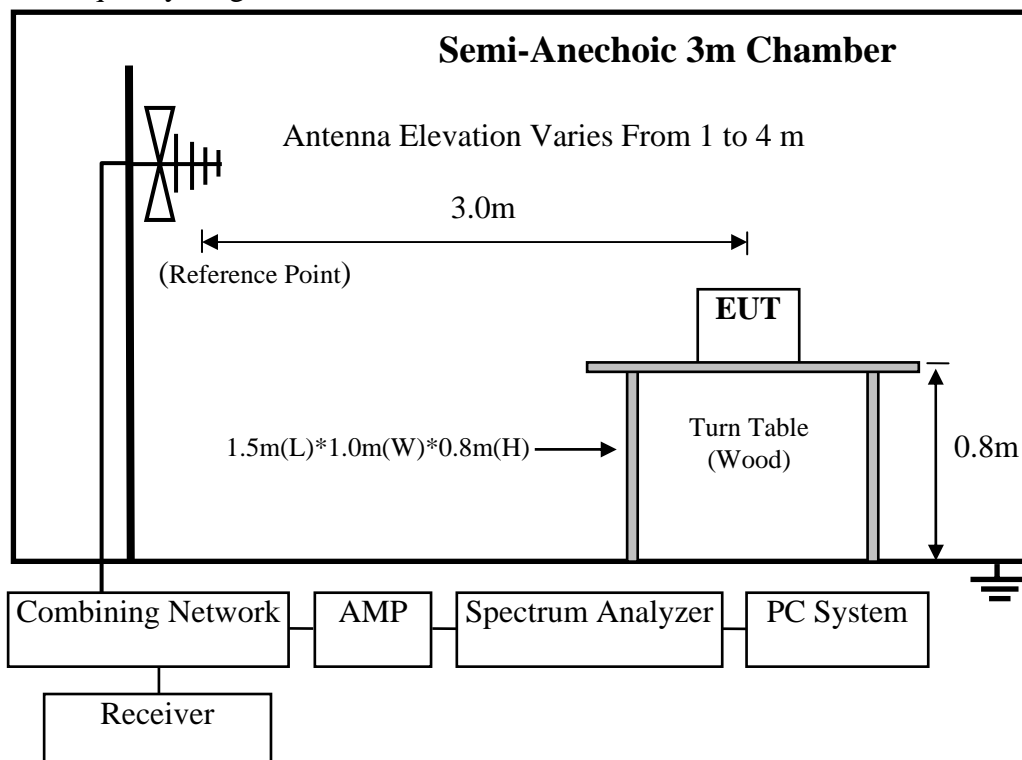 Semi-Anechoic 3m Chamber
Antenna Elevation Varies From 1 to 4 m
3.0m
(Reference Point)
EUT
1.5m(L)*1.0m(W)*0.8m(H)
Turn Table
(Wood)
0.8m
Combining Network
AMP
Spectrum Analyzer
PC System
Receiver